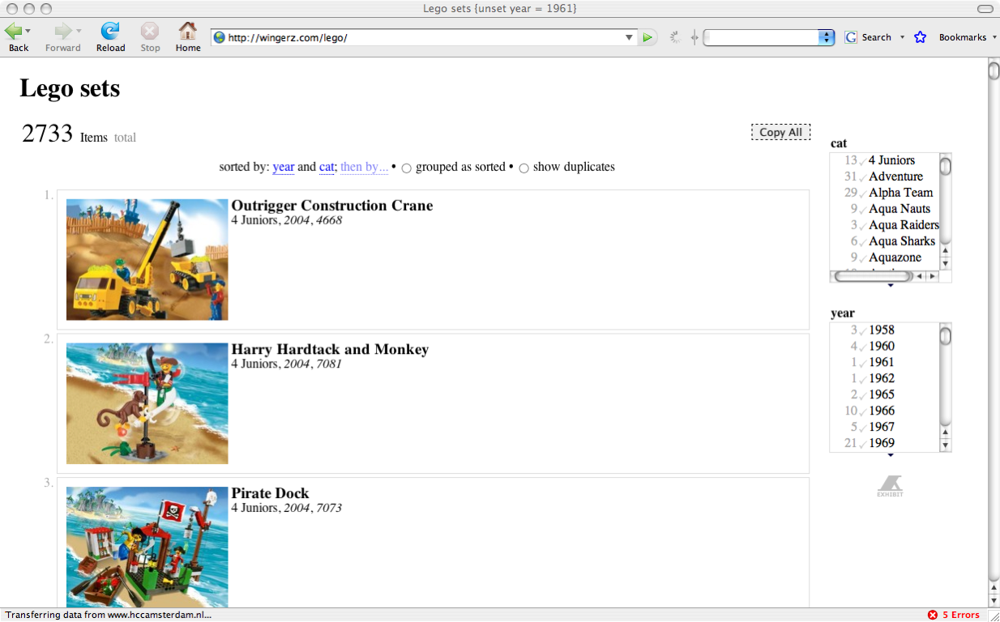 Lego sets {unset year = 1961}
Back Forward Reload Stop Home http://wingerz.com/lego/ G Search Bookmarks
Lego sets
2733 Items total
Copy All
sorted by: year and cat; then by... • grouped as sorted • show duplicates
1.
Outrigger Construction Crane
4 Juniors, 2004, 4668
2.
Harry Hardtack and Monkey
4 Juniors, 2004, 7081
3.
Pirate Dock
4 Juniors, 2004, 7073
cat
13 4 Juniors
31 Adventure
29 Alpha Team
9 Aqua Nauts
3 Aqua Raiders
6 Aqua Sharks
9 Aquazone
year
3 1958
4 1960
1 1961
1 1962
2 1965
10 1966
5 1967
21 1969
EXHIBIT
Transferring data from www.hccamsterdam.nl... 5 Errors